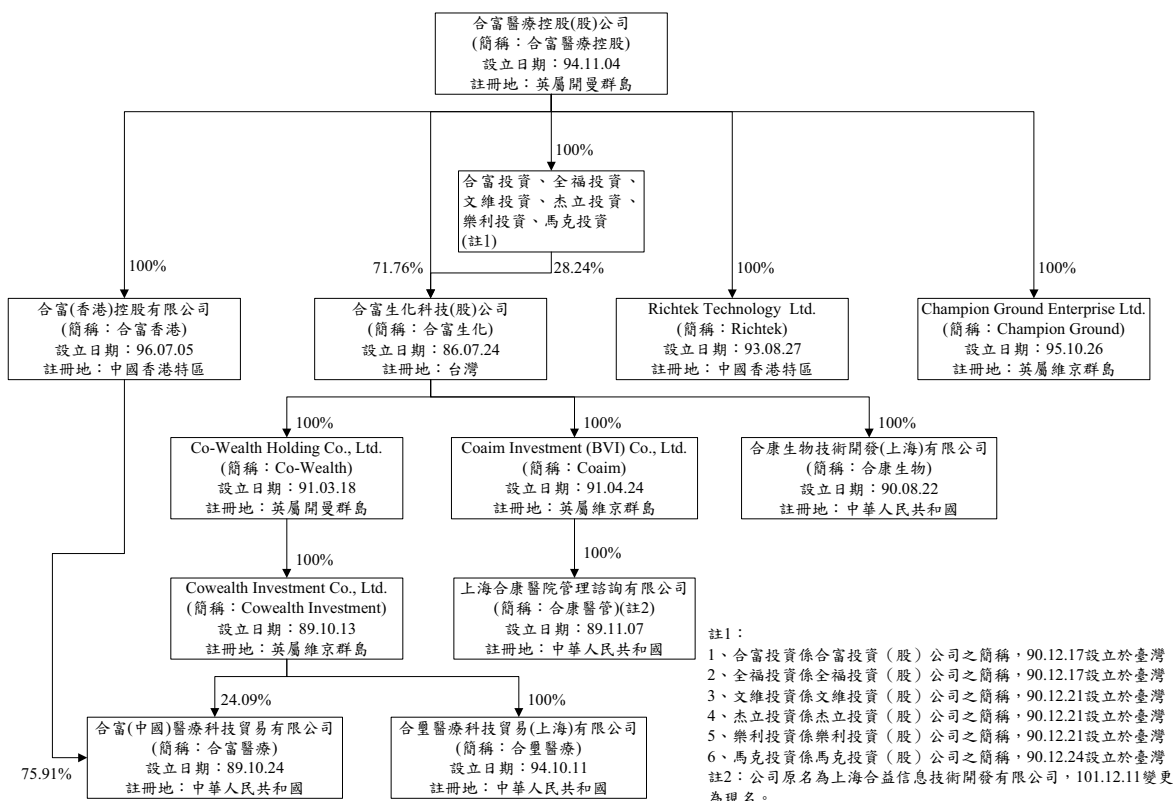 合富醫療控股(股)公司
(簡稱：合富醫療控股)
設立日期：94.11.04
註冊地：英屬開曼群島
100%
合富投資、全福投資、
文維投資、杰立投資、
樂利投資、馬克投資
(註1)
100%
71.76%
28.24%
100%
100%
合富(香港)控股有限公司
(簡稱：合富香港)
設立日期：96.07.05
註冊地：中國香港特區
合富生化科技(股)公司
(簡稱：合富生化)
設立日期：86.07.24
註冊地：台灣
Richtek Technology Ltd.
(簡稱：Richtek)
設立日期：93.08.27
註冊地：中國香港特區
Champion Ground Enterprise Ltd.
(簡稱：Champion Ground)
設立日期：95.10.26
註冊地：英屬維京群島
100%
100%
100%
Co-Wealth Holding Co., Ltd.
(簡稱：Co-Wealth)
設立日期：91.03.18
註冊地：英屬開曼群島
Coaim Investment (BVI) Co., Ltd.
(簡稱：Coaim)
設立日期：91.04.24
註冊地：英屬維京群島
合康生物技術開發(上海)有限公司
(簡稱：合康生物)
設立日期：90.08.22
註冊地：中華人民共和國
100%
100%
Cowealth Investment Co., Ltd.
(簡稱：Cowealth Investment)
設立日期：89.10.13
註冊地：英屬維京群島
上海合康醫院管理諮詢有限公司
(簡稱：合康醫管)(註2)
設立日期：89.11.07
註冊地：中華人民共和國
24.09%
100%
75.91%
合富(中國)醫療科技貿易有限公司
(簡稱：合富醫療)
設立日期：89.10.24
註冊地：中華人民共和國
合璽醫療科技貿易(上海)有限公司
(簡稱：合璽醫療)
設立日期：94.10.11
註冊地：中華人民共和國
註1：
1、合富投資係合富投資（股）公司之簡稱，90.12.17設立於臺灣
2、全福投資係全福投資（股）公司之簡稱，90.12.17設立於臺灣
3、文維投資係文維投資（股）公司之簡稱，90.12.21設立於臺灣
4、杰立投資係杰立投資（股）公司之簡稱，90.12.21設立於臺灣
5、樂利投資係樂利投資（股）公司之簡稱，90.12.21設立於臺灣
6、馬克投資係馬克投資（股）公司之簡稱，90.12.24設立於臺灣
註2：公司原名為上海合益信息技術開發有限公司，101.12.11變更
為現名。